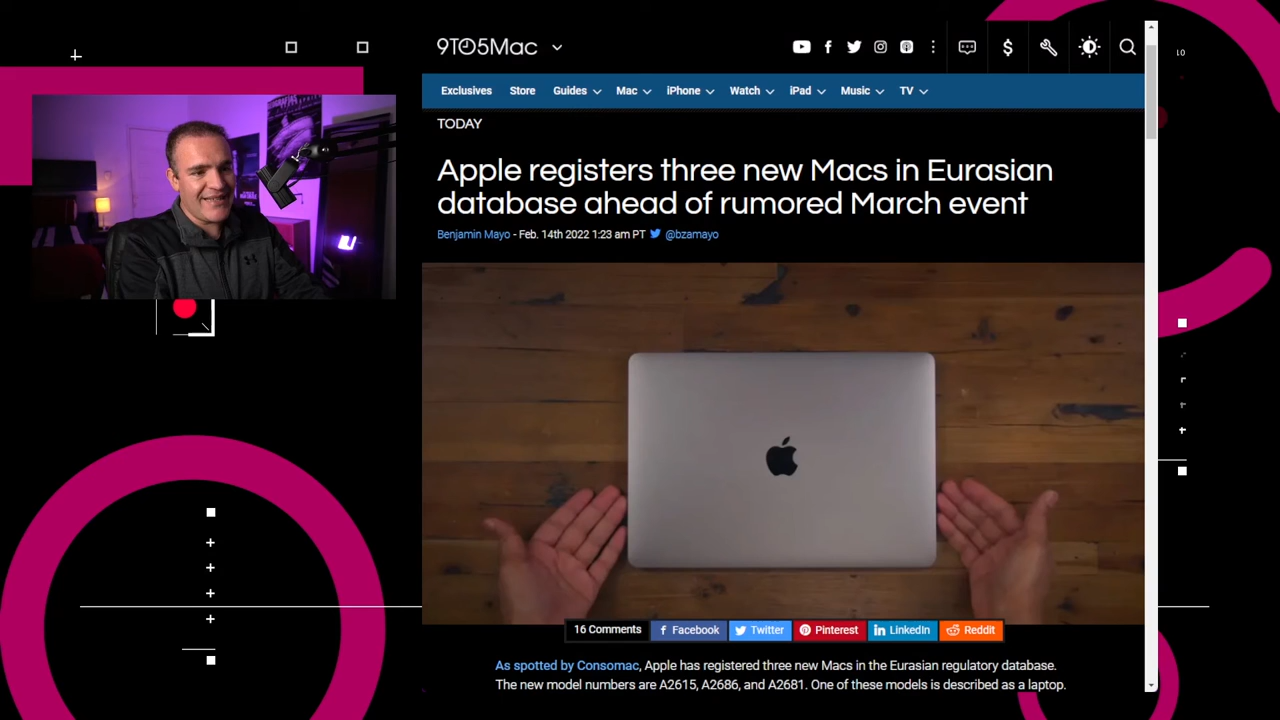 9TO5Mac
Exclusives Store Guides Mac iPhone Watch iPad Music TV
TODAY
Apple registers three new Macs in Eurasian
database ahead of rumored March event
Benjamin Mayo - Feb. 14th 2022 1:23 am PT @bzamayo
16 Comments Facebook Twitter Pinterest LinkedIn Reddit
As spotted by Consomac, Apple has registered three new Macs in the Eurasian regulatory database.
The new model numbers are A2615, A2686, and A2681. One of these models is described as a laptop.